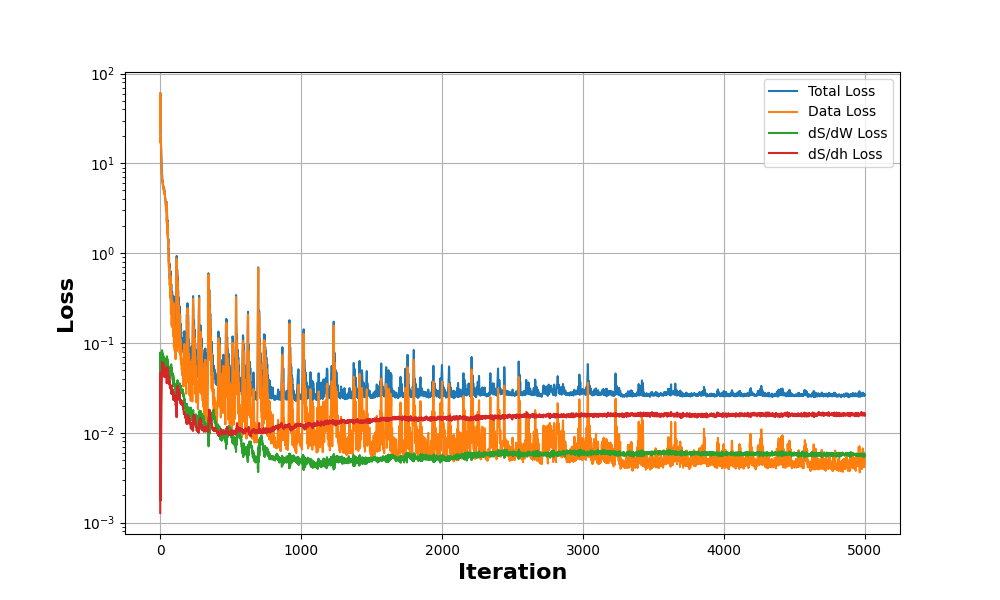 10²
10¹
10⁰
10⁻¹
10⁻²
10⁻³
Loss
Total Loss
Data Loss
dS/dW Loss
dS/dh Loss
0 1000 2000 3000 4000 5000
Iteration